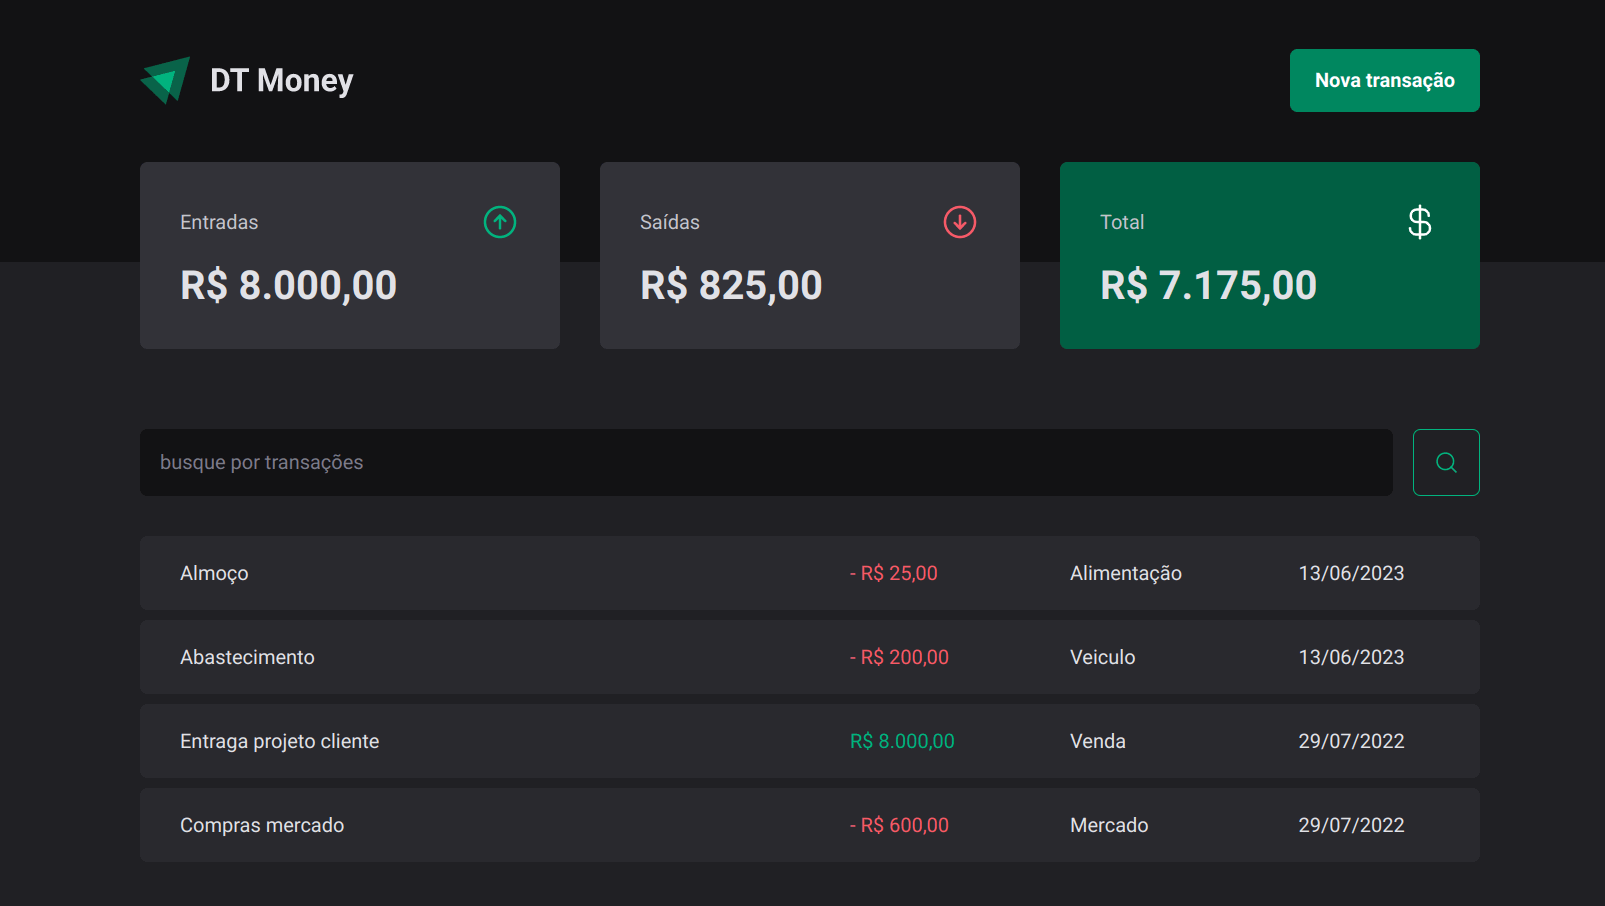 DT Money
Nova transação
Entradas
R$ 8.000,00
Saídas
R$ 825,00
Total
$
R$ 7.175,00
busque por transações
Almoço - R$ 25,00 Alimentação 13/06/2023
Abastecimento - R$ 200,00 Veiculo 13/06/2023
Entraga projeto cliente R$ 8.000,00 Venda 29/07/2022
Compras mercado - R$ 600,00 Mercado 29/07/2022